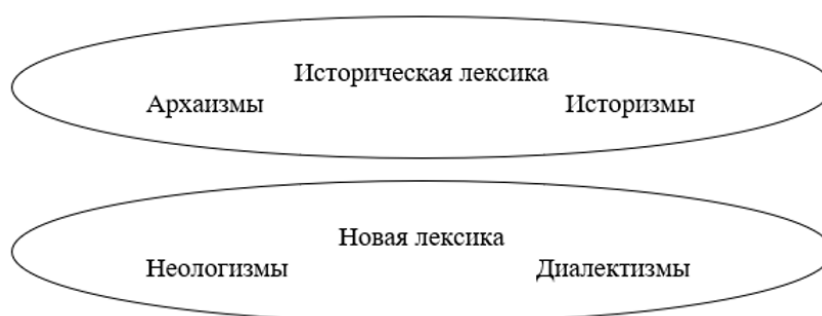 Историческая лексика
Архаизмы Историзмы
Новая лексика
Неологизмы Диалектизмы